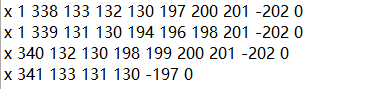 x 1 338 133 132 130 197 200 201 -202 0
x 1 339 131 130 194 196 198 201 -202 0
x 340 132 130 198 199 200 201 -202 0
x 341 133 131 130 -197 0